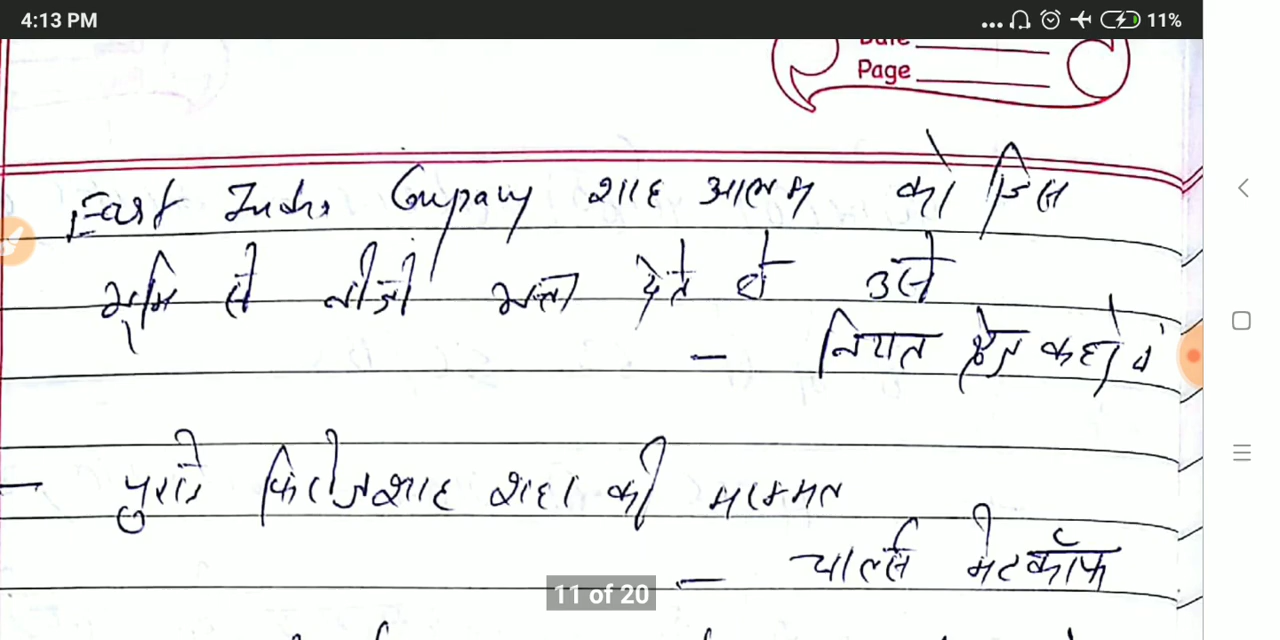 4:13 PM
11%
Date
Page
East India Company शाह आलम को जिस
भूमि से नीजी भत्ता देते थे उसे
— नियत क्षेत्र कहते थे
— पुराने फिरोजशाह की मरम्मत
— चार्ल्स मेटकॉफ
11 of 20